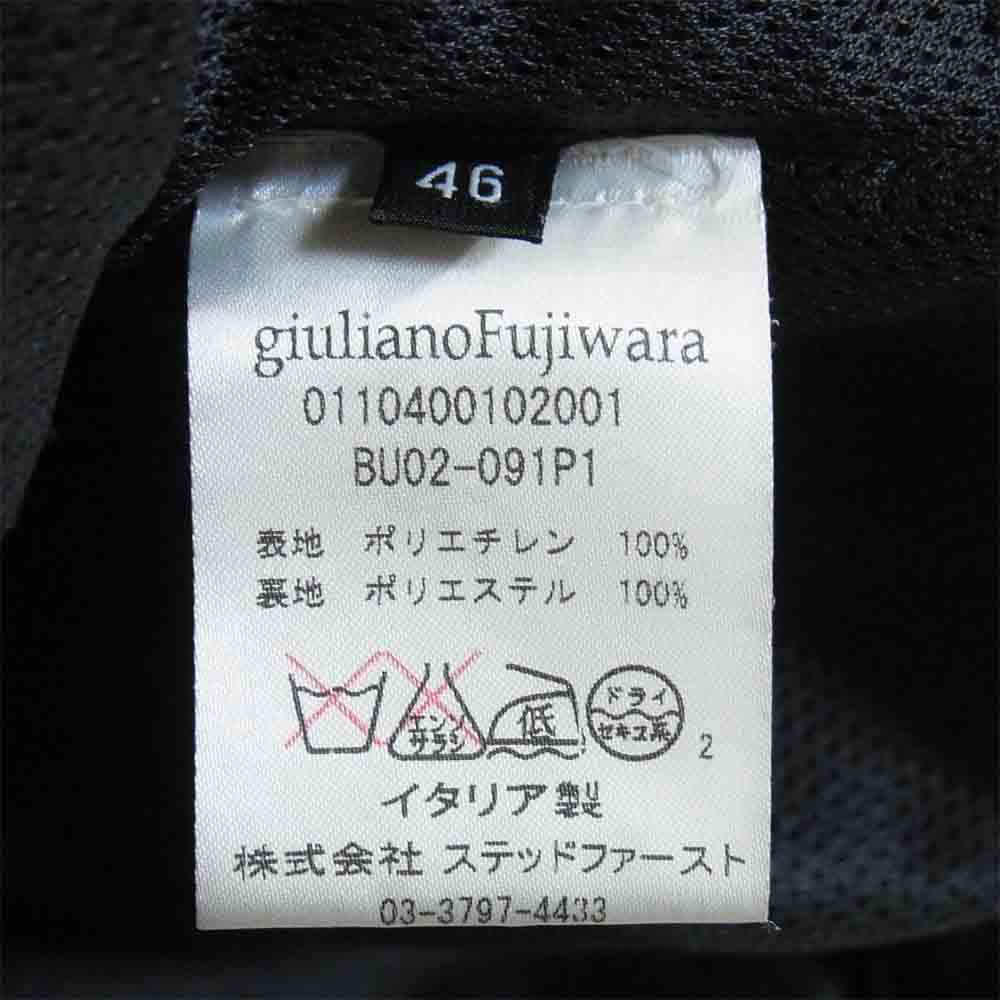 46
giulianoFujiwara
0110400102001
BU02-091P1
表地 ポリエチレン 100%
裏地 ポリエステル 100%
エンソ
サラシ
低
ドライ
セキユ系
2
イタリア製
株式会社 ステッドファースト
03-3797-4433